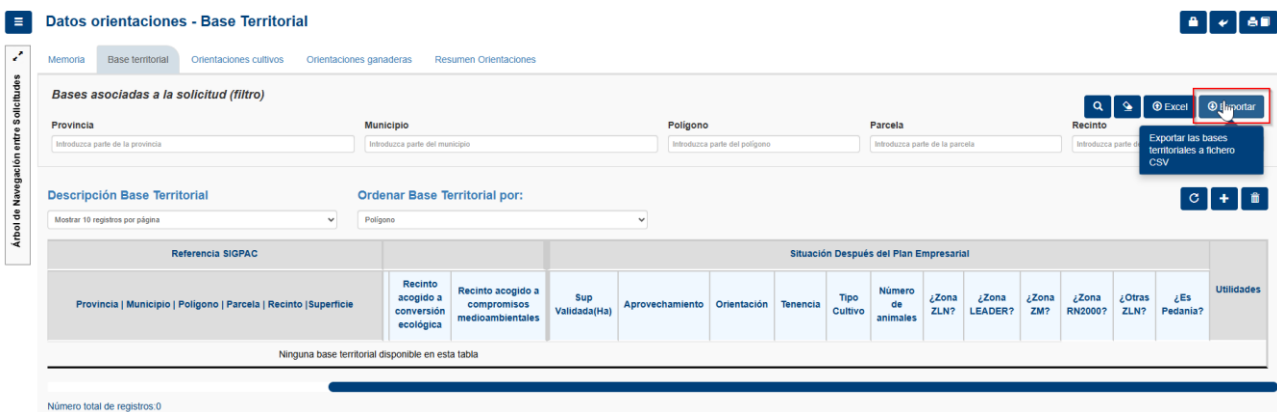 Datos orientaciones - Base Territorial
Árbol de Navegación entre Solicitudes
Memoria Base territorial Orientaciones cultivos Orientaciones ganaderas Resumen Orientaciones
Bases asociadas a la solicitud (filtro)
Excel Exportar
Provincia Municipio Polígono Parcela Recinto
Introduzca parte de la provincia Introduzca parte del municipio Introduzca parte del polígono Introduzca parte de la parcela Introduzca parte
Exportar las bases
territoriales a fichero
CSV
Descripción Base Territorial Ordenar Base Territorial por:
Mostrar 10 registros por página Polígono
Referencia SIGPAC Situación Después del Plan Empresarial
Provincia | Municipio | Polígono | Parcela | Recinto |Superficie
Recinto
acogido a
conversión
ecológica
Recinto acogido a
compromisos
medioambientales
Sup
Validada(Ha)
Aprovechamiento
Orientación
Tenencia
Tipo
Cultivo
Número
de
animales
¿Zona
ZLN?
¿Zona
LEADER?
¿Zona
ZM?
¿Zona
RN2000?
¿Otras
ZLN?
¿Es
Pedanía?
Utilidades
Ninguna base territorial disponible en esta tabla
Número total de registros:0